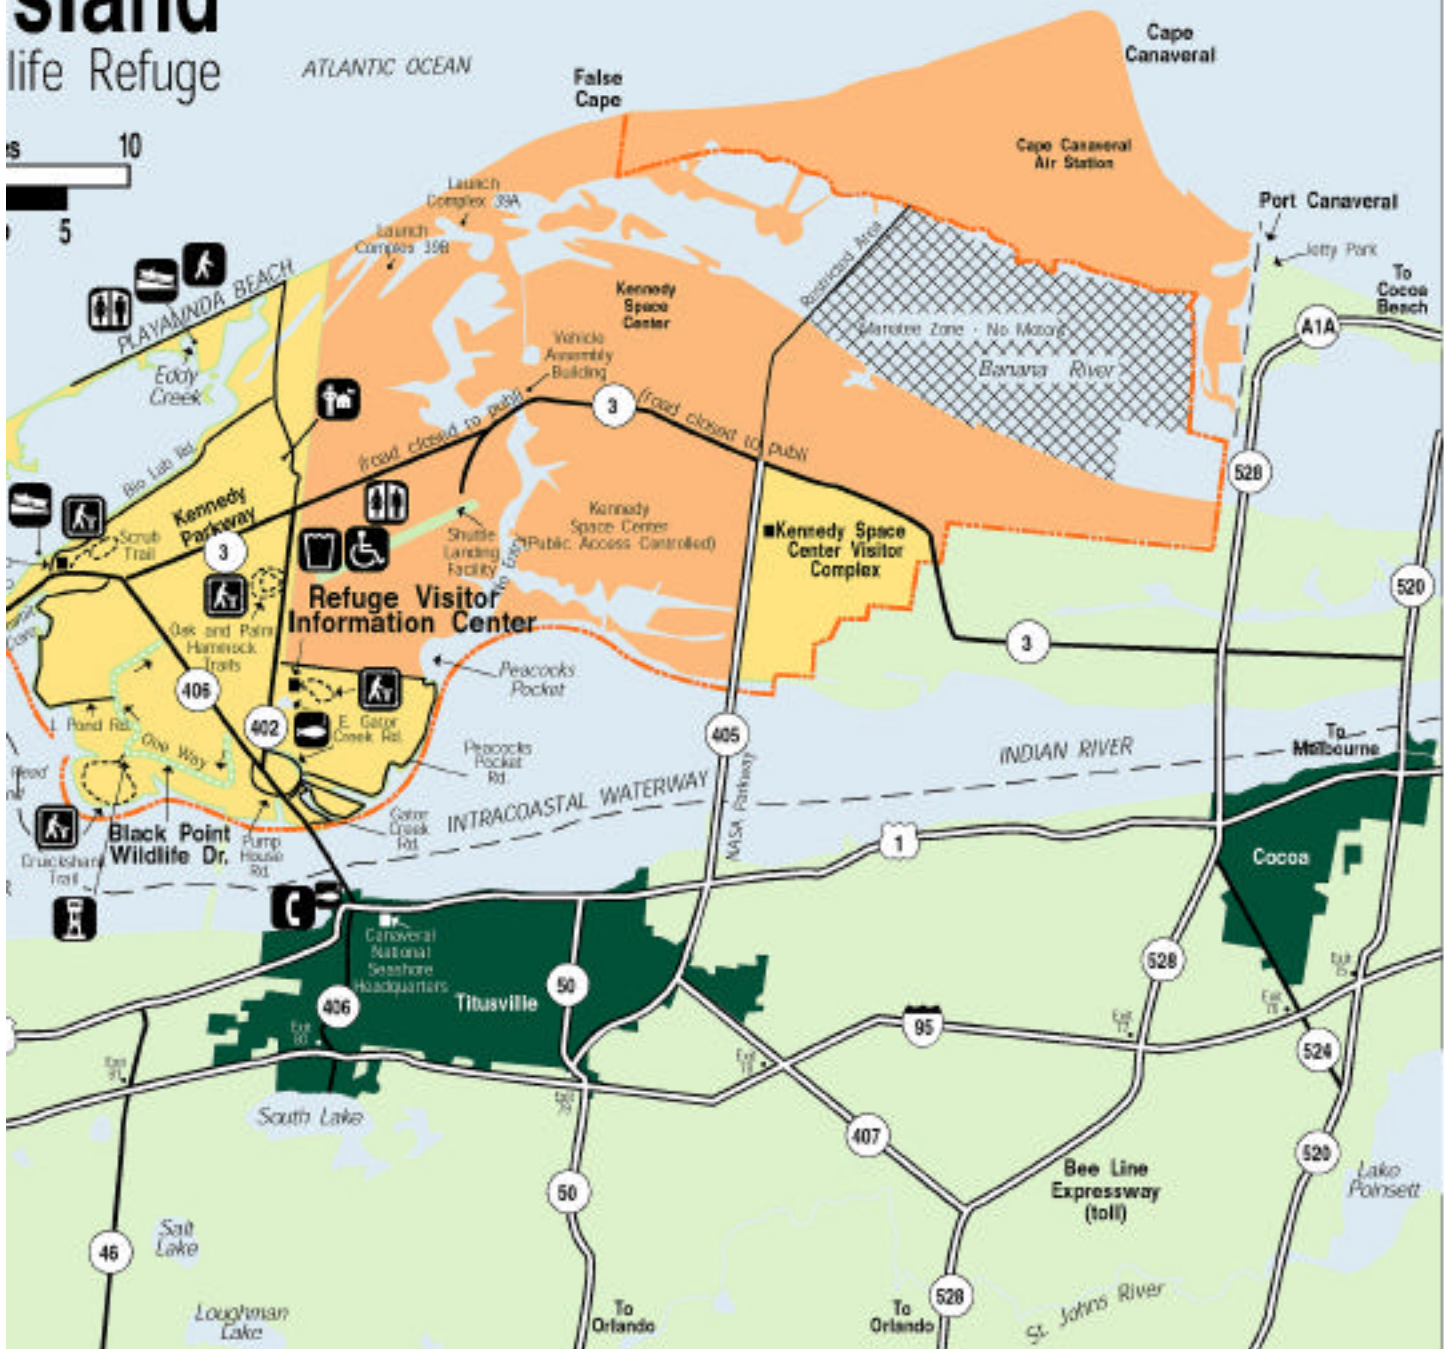 sland
life Refuge
ATLANTIC OCEAN
es
10
5
False
Cape
Cape
Canaveral
Cape Canaveral
Air Station
Port Canaveral
Jetty Park
To
Cocoa
Beach
A1A
Launch
Complex 39A
Launch
Complex 39B
PLAYALINDA BEACH
Eddy
Creek
Kennedy
Space
Center
Restricted Area
Manatee Zone - No Motors
Banana River
Vehicle
Assembly
Building
3
(road closed to publi
(road closed to publi
528
Bio Lab Rd.
Kennedy
Parkway
3
Scrub
Trail
Shuttle
Landing
Facility
No Entry
Kennedy
Space Center
(Public Access Controlled)
Kennedy Space
Center Visitor
Complex
520
Refuge Visitor
Information Center
Oak and Palm
Hammock
Trails
Peacocks
Pocket
3
406
402
L Pond Rd.
One Way
E. Gator
Creek Rd.
Peacocks
Pocket
Rd.
405
NASA Parkway
INDIAN RIVER
To
Melbourne
INTRACOASTAL WATERWAY
Gator
Creek
Rd.
Black Point
Wildlife Dr.
Pump
House
Rd.
Cruickshank
Trail
1
Cocoa
Canaveral
National
Seashore
Headquarters
Titusville
50
406
528
95
524
Exit
80
South Lake
407
50
520
Bee Line
Expressway
(toll)
Lake
Poinsett
46
Salt
Lake
Loughman
Lake
To
Orlando
To
Orlando
528
St. Johns River